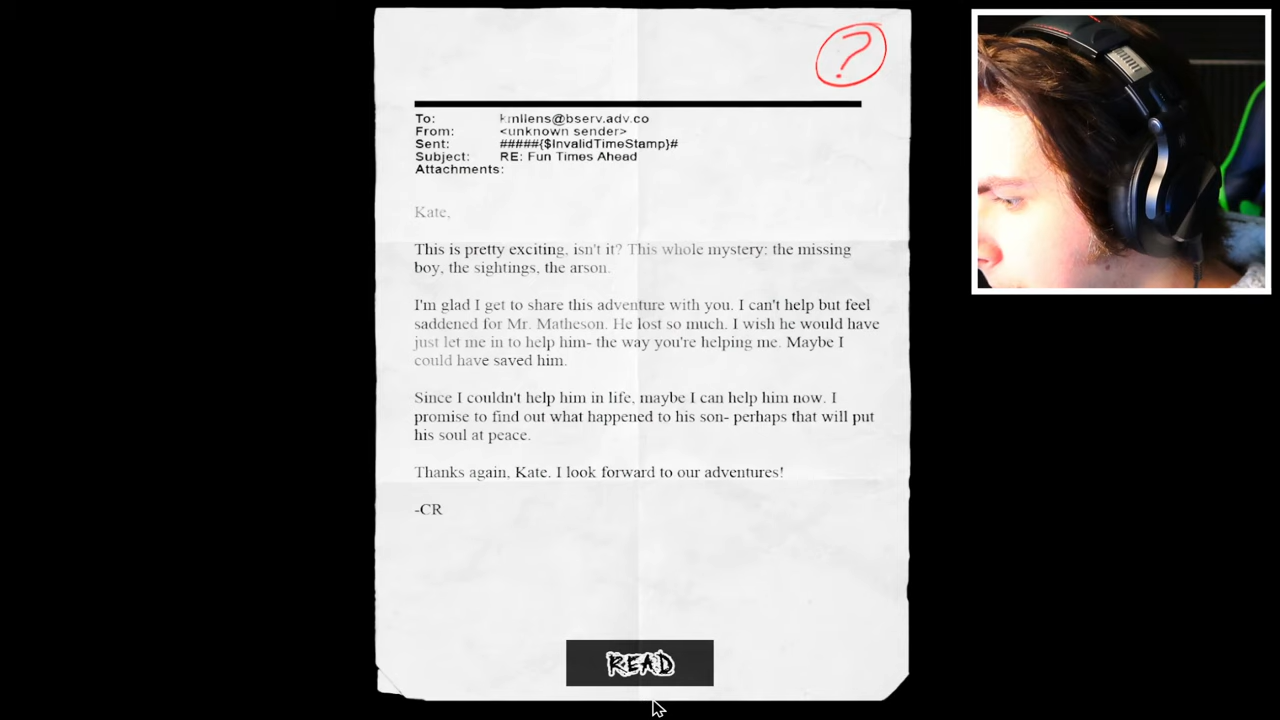 ?
To: kmilens@bserv.adv.co
From: <unknown sender>
Sent: #####{$InvalidTimeStamp}#
Subject: RE: Fun Times Ahead
Attachments:
Kate,
This is pretty exciting, isn't it? This whole mystery: the missing
boy, the sightings, the arson.
I'm glad I get to share this adventure with you. I can't help but feel
saddened for Mr. Matheson. He lost so much. I wish he would have
just let me in to help him- the way you're helping me. Maybe I
could have saved him.
Since I couldn't help him in life, maybe I can help him now. I
promise to find out what happened to his son- perhaps that will put
his soul at peace.
Thanks again, Kate. I look forward to our adventures!
-CR
READ